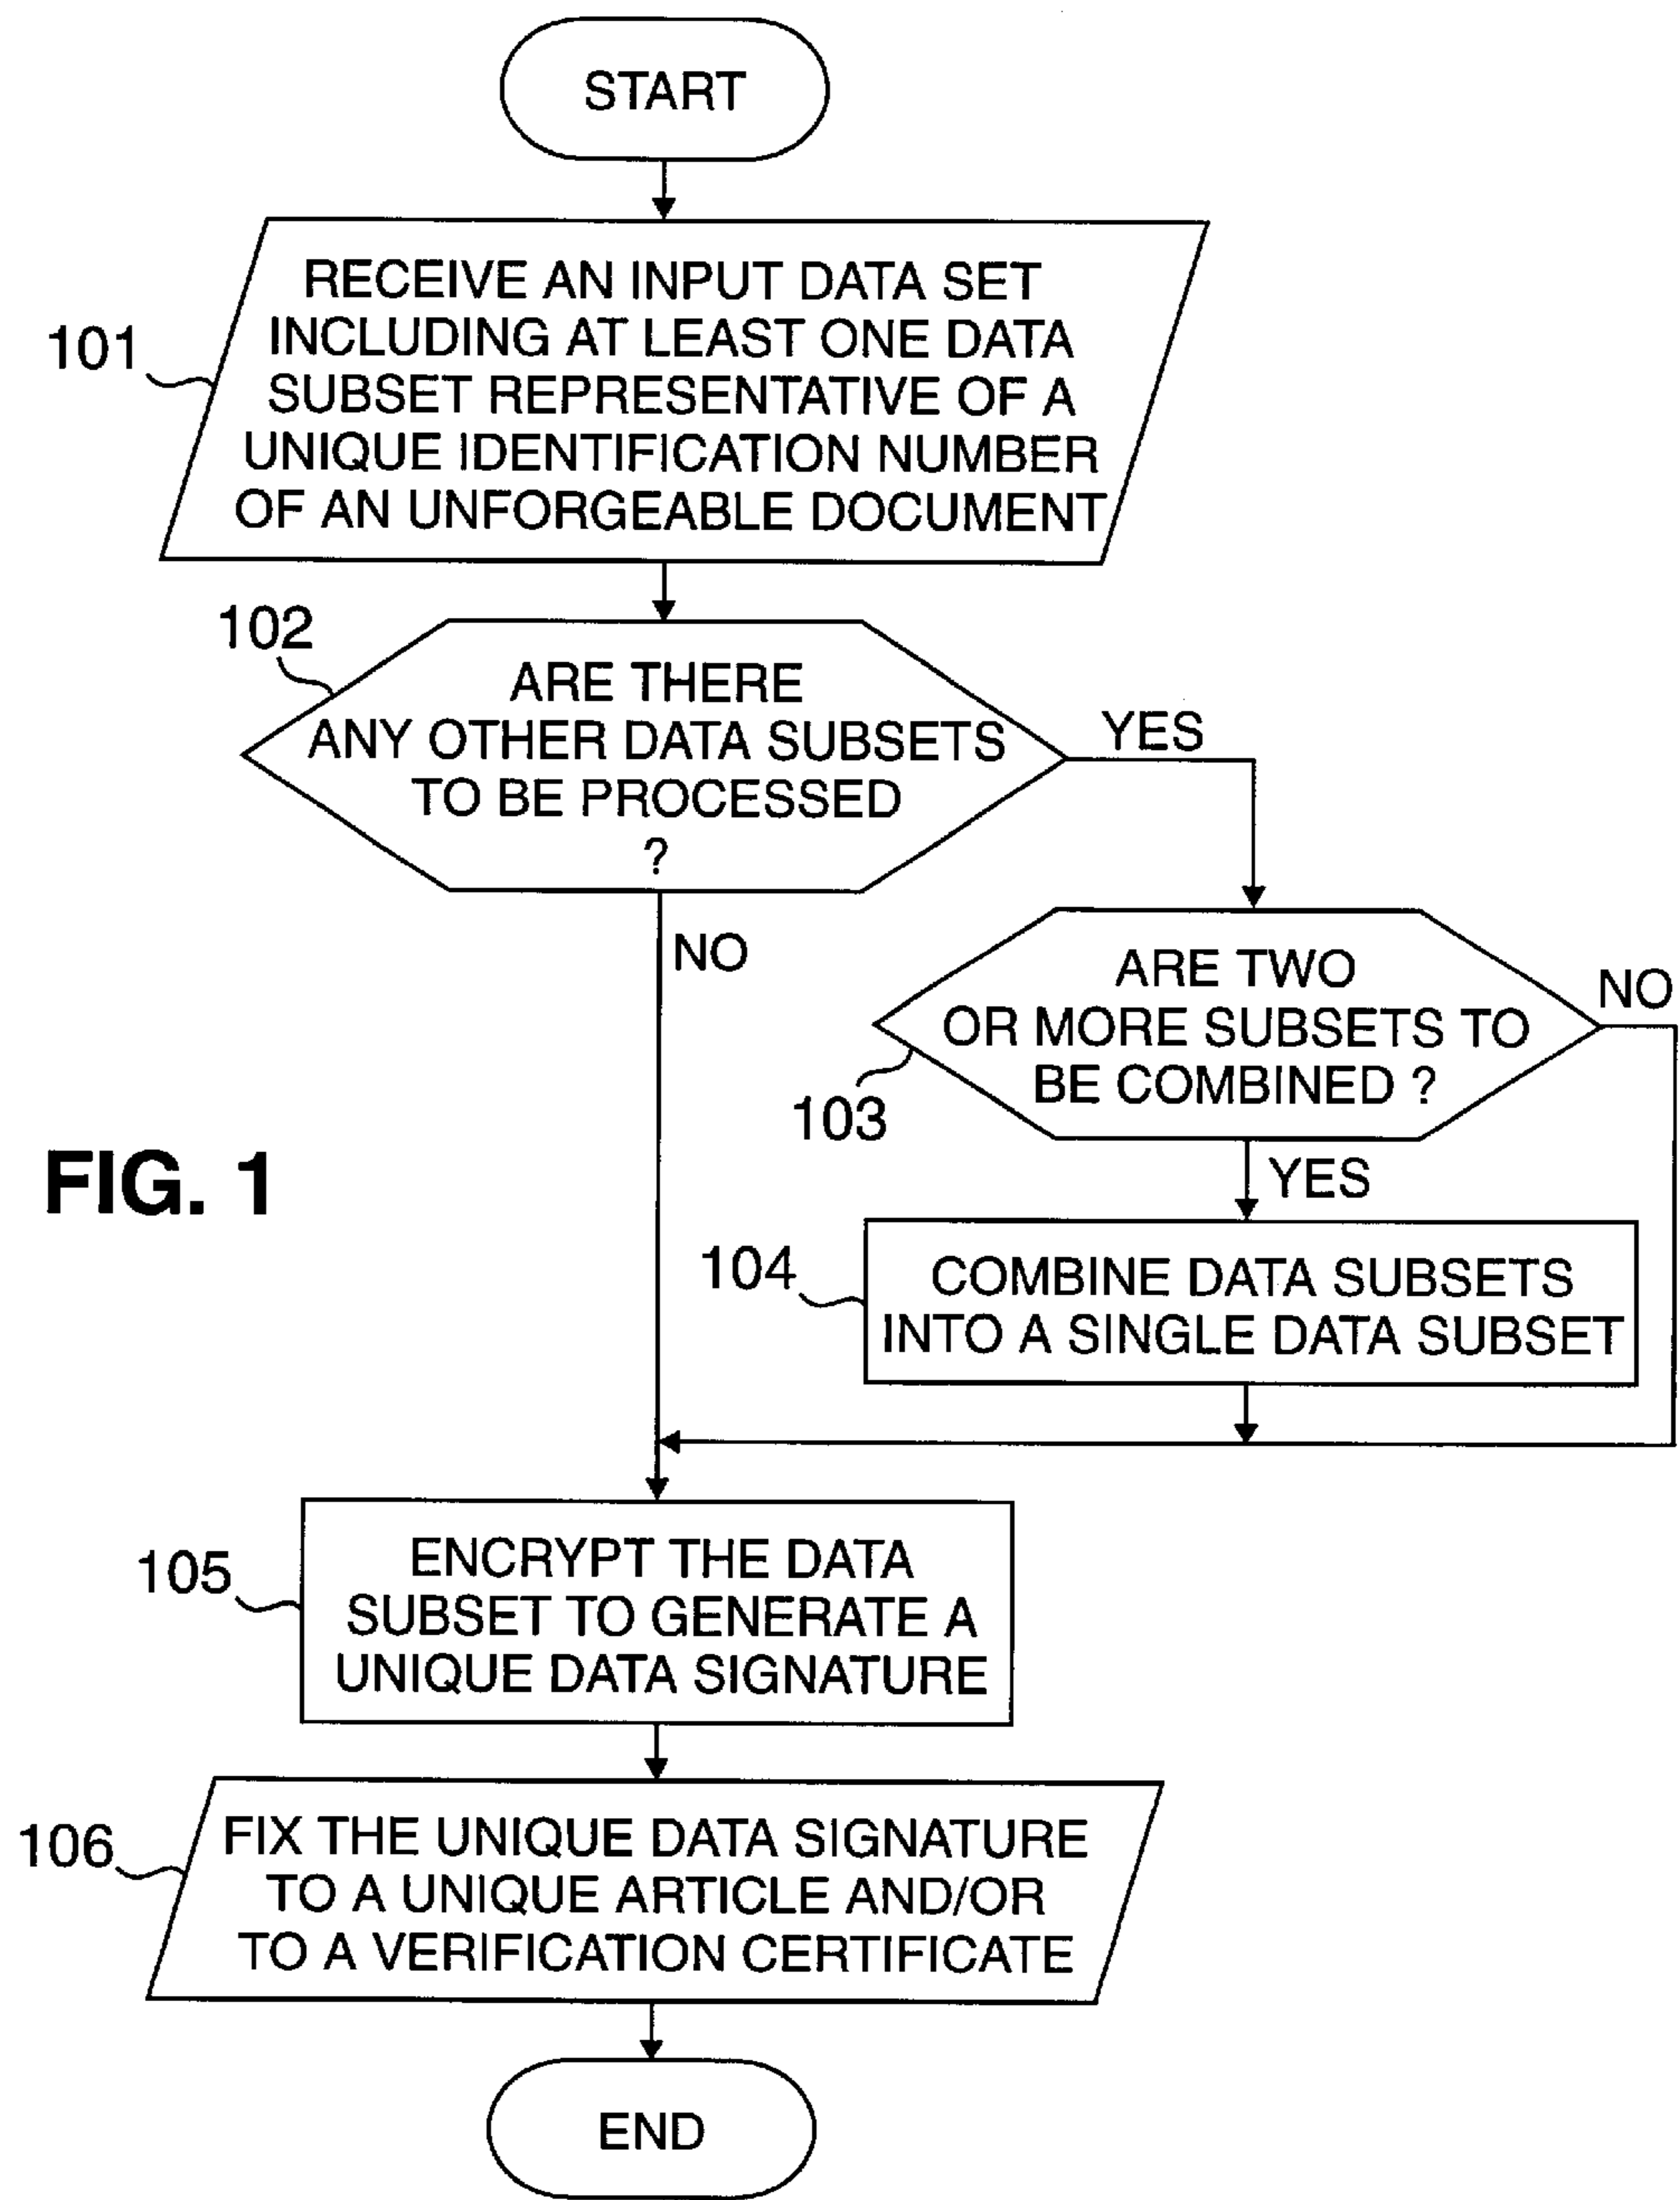 START
RECEIVE AN INPUT DATA SET
INCLUDING AT LEAST ONE DATA
SUBSET REPRESENTATIVE OF A
UNIQUE IDENTIFICATION NUMBER
OF AN UNFORGEABLE DOCUMENT
101
102
ARE THERE
ANY OTHER DATA SUBSETS
TO BE PROCESSED
?
YES
NO
ARE TWO
OR MORE SUBSETS TO
BE COMBINED ?
NO
103
YES
FIG. 1
104
COMBINE DATA SUBSETS
INTO A SINGLE DATA SUBSET
105
ENCRYPT THE DATA
SUBSET TO GENERATE A
UNIQUE DATA SIGNATURE
106
FIX THE UNIQUE DATA SIGNATURE
TO A UNIQUE ARTICLE AND/OR
TO A VERIFICATION CERTIFICATE
END